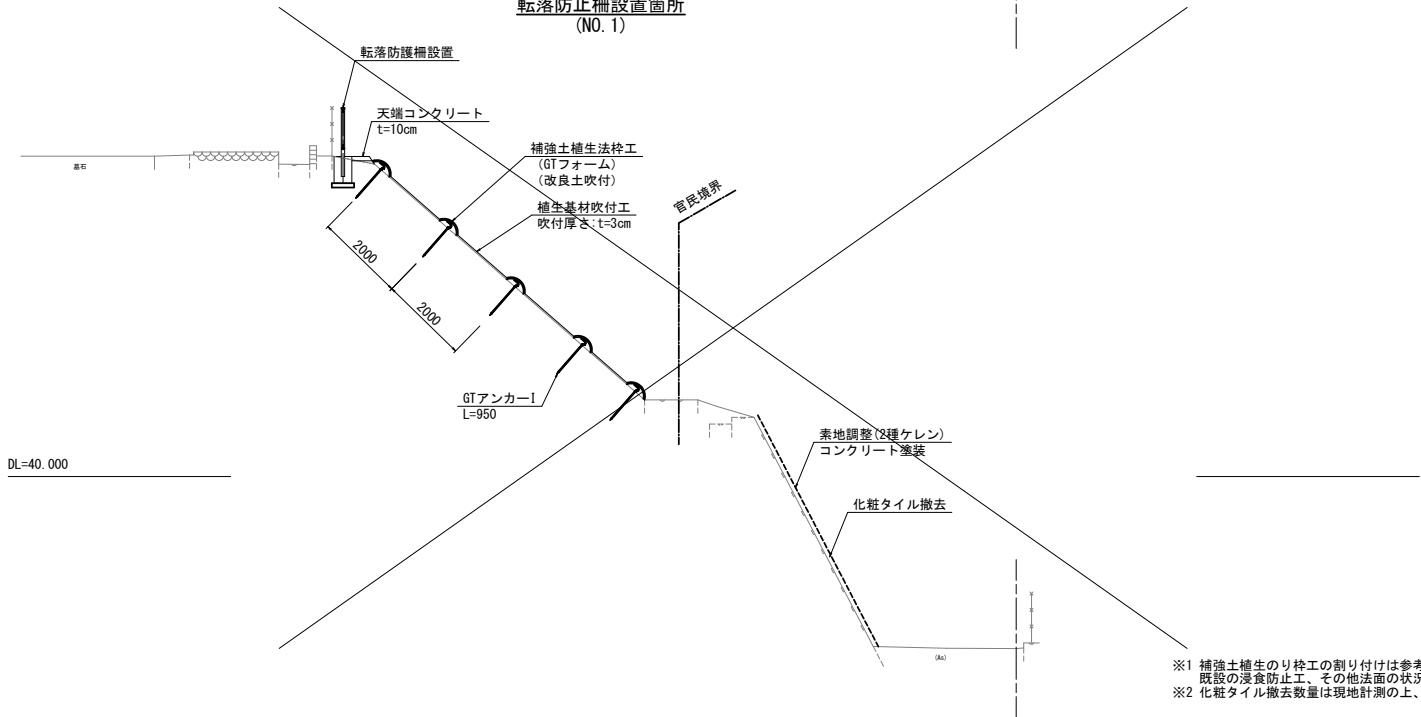 転落防止柵設置箇所
(NO.1)
転落防護柵設置
天端コンクリート
t=10cm
補強土植生法枠工
(GTフォーム)
(改良土吹付)
植生基材吹付工
吹付厚さ:t=3cm
官民境界
墓石
2000
2000
GTアンカーI
L=950
素地調整(2種ケレン)
コンクリート塗装
DL=40.000
化粧タイル撤去
(As)
※1 補強土植生のり枠工の割り付けは参考
既設の浸食防止工、その他法面の状況
※2 化粧タイル撤去数量は現地計測の上、